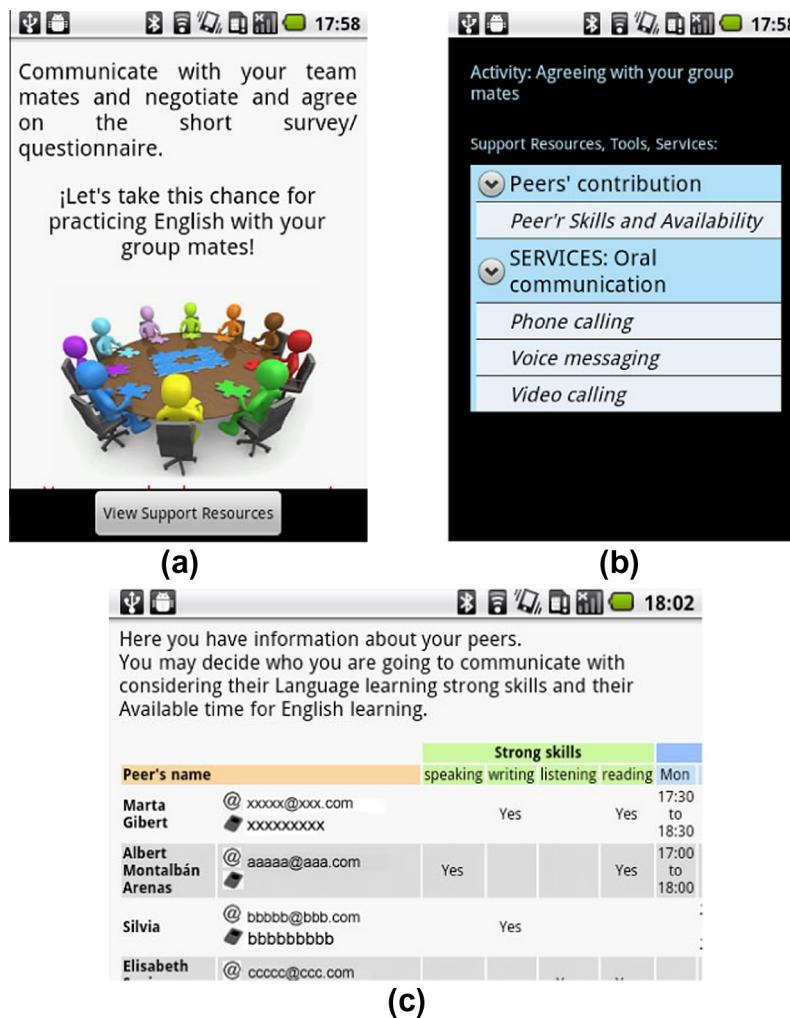 17:58
Communicate with your team
mates and negotiate and agree
on the short survey/
questionnaire.
¡Let's take this chance for
practicing English with your
group mates!
View Support Resources
(a)
17:58
Activity: Agreeing with your group
mates
Support Resources, Tools, Services:
Peers' contribution
Peer'r Skills and Availability
SERVICES: Oral
communication
Phone calling
Voice messaging
Video calling
(b)
18:02
Here you have information about your peers.
You may decide who you are going to communicate with
considering their Language learning strong skills and their
Available time for English learning.
Strong skills
Peer's name speaking writing listening reading Mon
Marta Gibert @ xxxxx@xxx.com xxxxxxxxx Yes Yes 17:30 to 18:30
Albert Montalbán Arenas @ aaaaa@aaa.com Yes Yes 17:00 to 18:00
Silvia @ bbbbb@bbb.com bbbbbbbbbb Yes
Elisabeth @ ccccc@ccc.com
(c)